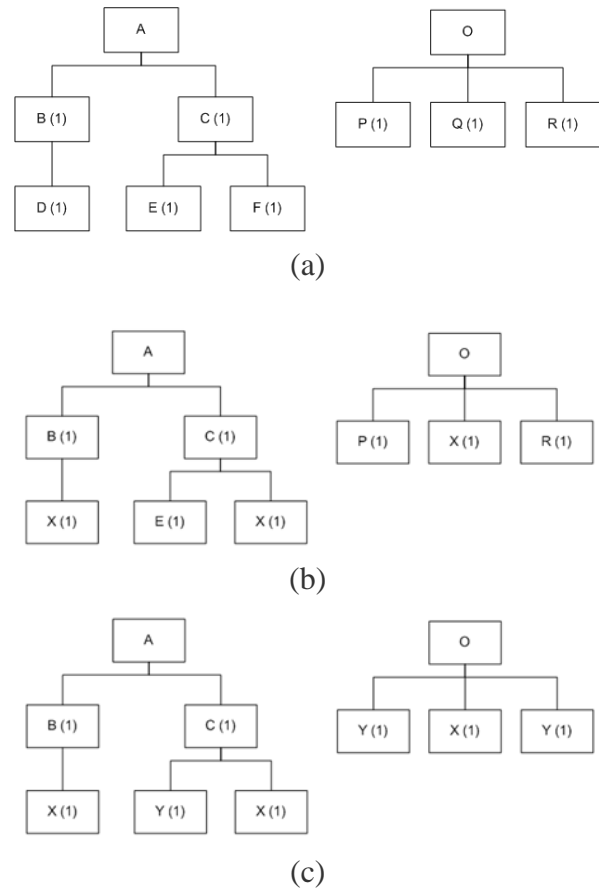 A
O
B (1)
C (1)
P (1)
Q (1)
R (1)
D (1)
E (1)
F (1)
(a)
A
O
B (1)
C (1)
P (1)
X (1)
R (1)
X (1)
E (1)
X (1)
(b)
A
O
B (1)
C (1)
Y (1)
X (1)
Y (1)
X (1)
Y (1)
X (1)
(c)